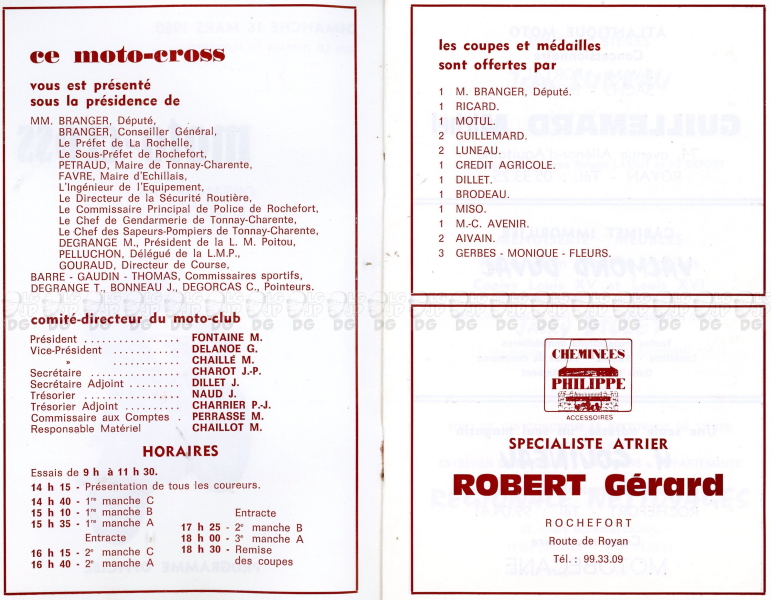 ce moto-cross
vous est présenté
sous la présidence de
MM. BRANGER, Député,
BRANGER, Conseiller Général,
Le Préfet de La Rochelle,
Le Sous-Préfet de Rochefort,
PETRAUD, Maire de Tonnay-Charente,
FAVRE, Maire d'Echillais,
L'Ingénieur de l'Equipement,
Le Directeur de la Sécurité Routière,
Le Commissaire Principal de Police de Rochefort,
Le Chef de Gendarmerie de Tonnay-Charente,
Le Chef des Sapeurs-Pompiers de Tonnay-Charente,
DEGRANGE M., Président de la L. M. Poitou,
PELLUCHON, Délégué de la L.M.P.,
GOURAUD, Directeur de Course,
BARRE - GAUDIN - THOMAS, Commissaires sportifs,
DEGRANGE T., BONNEAU J., DEGORCAS C., Pointeurs.
comité-directeur du moto-club
Président ................. FONTAINE M.
Vice-Président ............ DELANOE G.
» ............ CHAILLÉ M.
Secrétaire ................ CHAROT J.-P.
Secrétaire Adjoint ......... DILLET J.
Trésorier ................. NAUD J.
Trésorier Adjoint .......... CHARRIER P.-J.
Commissaire aux Comptes . PERRASSE M.
Responsable Matériel CHAILLOT M.
HORAIRES
Essais de 9 h à 11 h 30.
14 h 15 - Présentation de tous les coureurs.
14 h 40 - 1re manche C
15 h 10 - 1re manche B
15 h 35 - 1re manche A
Entracte
16 h 15 - 2e manche C
16 h 40 - 2e manche A
Entracte
17 h 25 - 2e manche B
18 h 00 - 3e manche A
18 h 30 - Remise
des coupes
les coupes et médailles
sont offertes par
1 M. BRANGER, Député.
1 RICARD.
1 MOTUL.
2 GUILLEMARD.
2 LUNEAU.
1 CREDIT AGRICOLE.
1 DILLET.
1 BRODEAU.
1 MISO.
1 M.-C. AVENIR.
2 AIVAIN.
3 GERBES - MONIQUE - FLEURS.
CHEMINEES
PHILIPPE
ACCESSOIRES
SPECIALISTE ATRIER
ROBERT Gérard
ROCHEFORT
Route de Royan
Tél. : 99.33.09